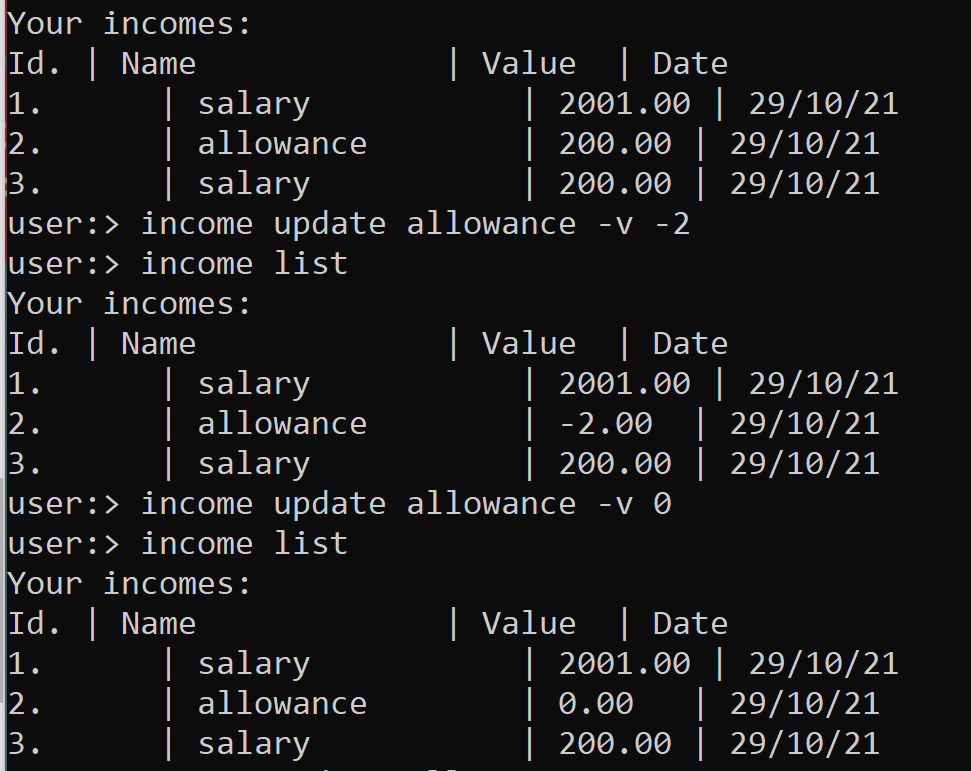 Your incomes:
Id. | Name             | Value  | Date
1.      | salary           | 2001.00 | 29/10/21
2.      | allowance        | 200.00 | 29/10/21
3.      | salary           | 200.00 | 29/10/21
user:> income update allowance -v -2
user:> income list
Your incomes:
Id. | Name             | Value  | Date
1.      | salary           | 2001.00 | 29/10/21
2.      | allowance        | -2.00  | 29/10/21
3.      | salary           | 200.00 | 29/10/21
user:> income update allowance -v 0
user:> income list
Your incomes:
Id. | Name             | Value  | Date
1.      | salary           | 2001.00 | 29/10/21
2.      | allowance        | 0.00   | 29/10/21
3.      | salary           | 200.00 | 29/10/21